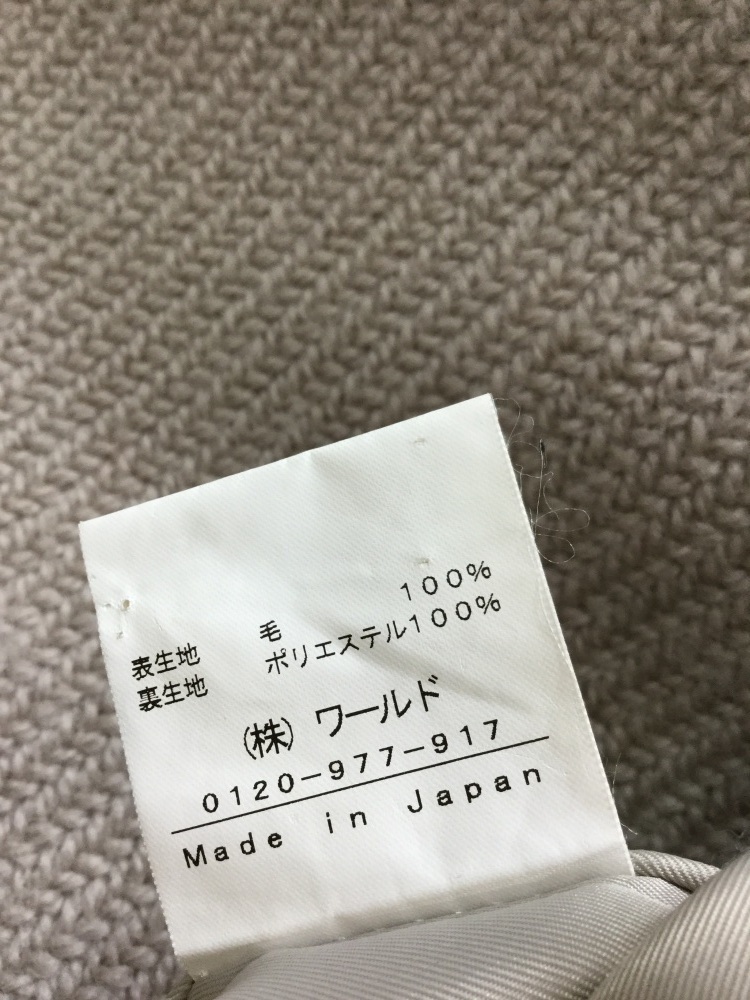 表生地 毛 100%
裏生地 ポリエステル100%
(株) ワールド
0120-977-917
Made in Japan